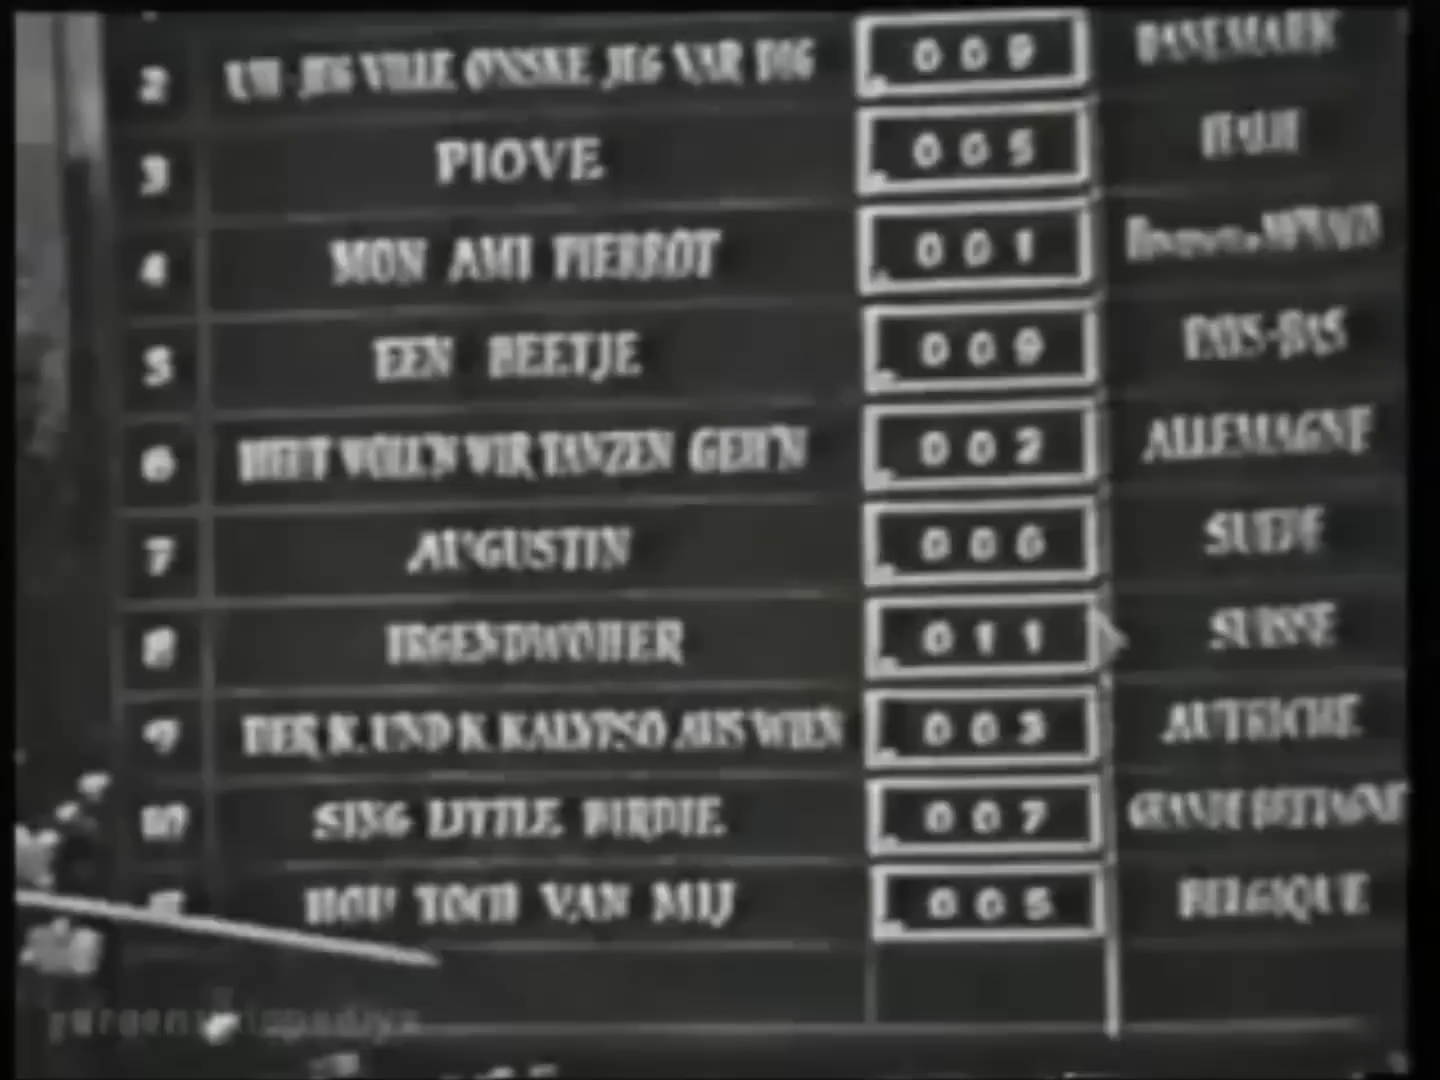 2 UH-JEG VILLE ØNSKE JEG VAR DIG 009 DANEMARK
3 PIOVE 005 ITALIE
4 MON AMI PIERROT 001 MONACO
5 EEN BEETJE 009 PAYS-BAS
6 HEUT WOLL'N WIR TANZEN GEH'N 002 ALLEMAGNE
7 AUGUSTIN 000 SUEDE
8 IRGENDWOHER 011 SUISSE
9 DER K. UND K. KALYPSO AUS WIEN 003 AUTRICHE
10 SING LITTLE BIRDIE 007 GRANDE BRETAGNE
HOU TOCH VAN MIJ 005 BELGIQUE